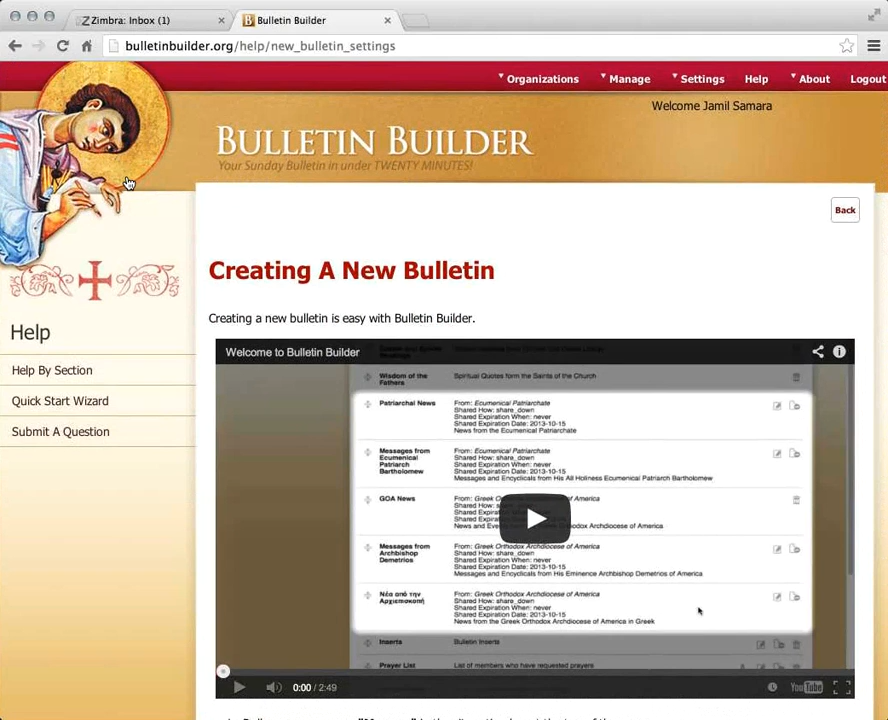 Zimbra: Inbox (1)
Bulletin Builder
bulletinbuilder.org/help/new_bulletin_settings
Organizations Manage Settings Help About Logout
Welcome Jamil Samara
BULLETIN BUILDER
Your Sunday Bulletin in under TWENTY MINUTES!
Back
Creating A New Bulletin
Creating a new bulletin is easy with Bulletin Builder.
Help
Help By Section
Quick Start Wizard
Submit A Question
Welcome to Bulletin Builder
Wisdom of the
Fathers
Spiritual Quotes form the Saints of the Church
Patriarchal News
From: Ecumenical Patriarchate
Shared How: share_down
Shared Expiration When: never
Shared Expiration Date: 2013-10-15
News from the Ecumenical Patriarchate
Messages from
Ecumenical
Patriarch
Bartholomew
From: Ecumenical Patriarchate
Shared How: share_down
Shared Expiration When: never
Shared Expiration Date: 2013-10-15
Messages and Encyclicals from His All Holiness Ecumenical Patriarch Bartholomew
GOA News
From: Greek Orthodox Archdiocese of America
Shared How: share_down
Shared Expiration
Shared Expiration
News and Orthodox Archdiocese of America
Messages from
Archbishop
Demetrios
From: Greek Orthodox Archdiocese of America
Shared How: share_down
Shared Expiration When: never
Shared Expiration Date: 2013-10-15
Messages and Encyclicals from His Eminence Archbishop Demetrios of America
Νέα από την
Αρχιεπισκοπή
From: Greek Orthodox Archdiocese of America
Shared How: share_down
Shared Expiration When: never
Shared Expiration Date: 2013-10-15
News from the Greek Orthodox Archdiocese of America in Greek
Inserts
Bulletin Inserts
Prayer List
List of members who have requested prayers
0:00 / 2:49
YouTube